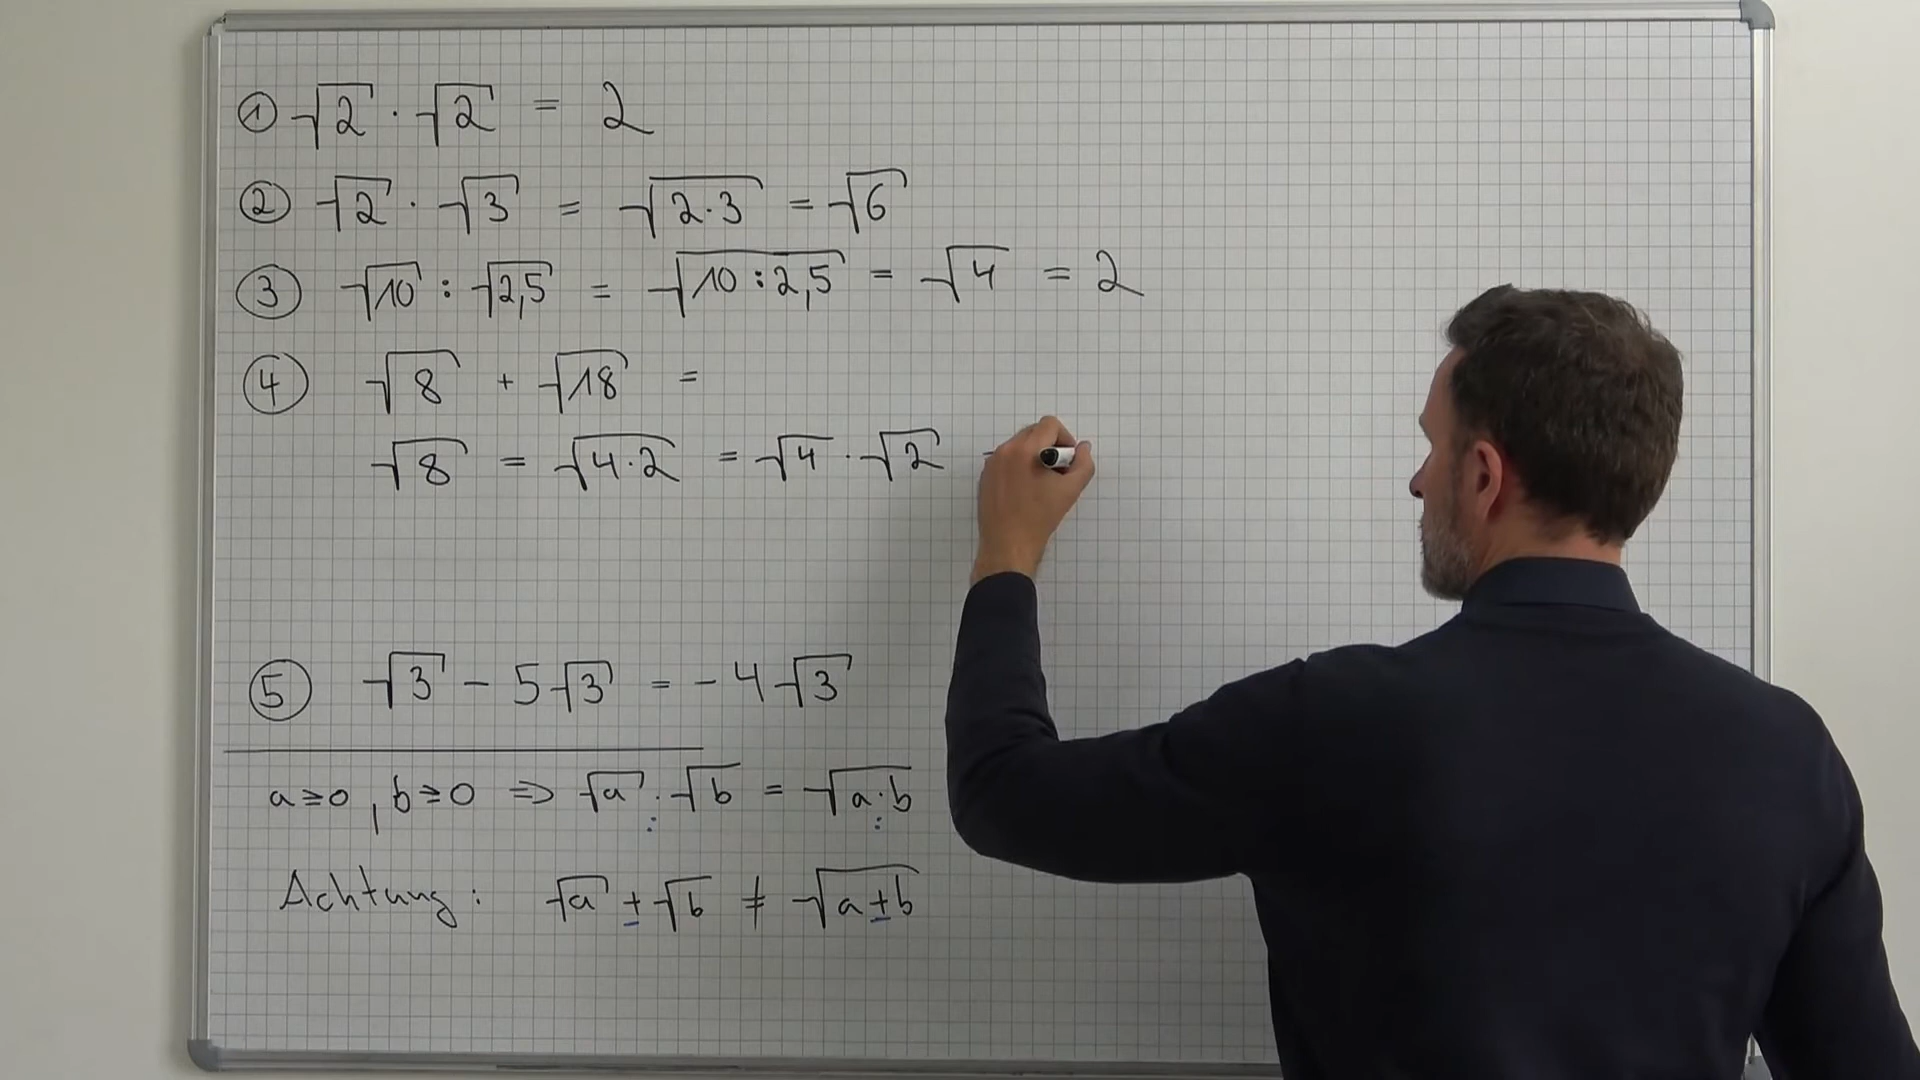 ① √2 · √2 = 2
② √2 · √3 = √2·3 = √6
③ √10 : √2,5 = √10:2,5 = √4 = 2
④ √8 + √18 =
√8 = √4·2 = √4 · √2
⑤ √3 - 5√3 = -4√3
a≥0, b≥0 ⇒ √a · √b = √a·b
: :
Achtung: √a ± √b ≠ √a±b